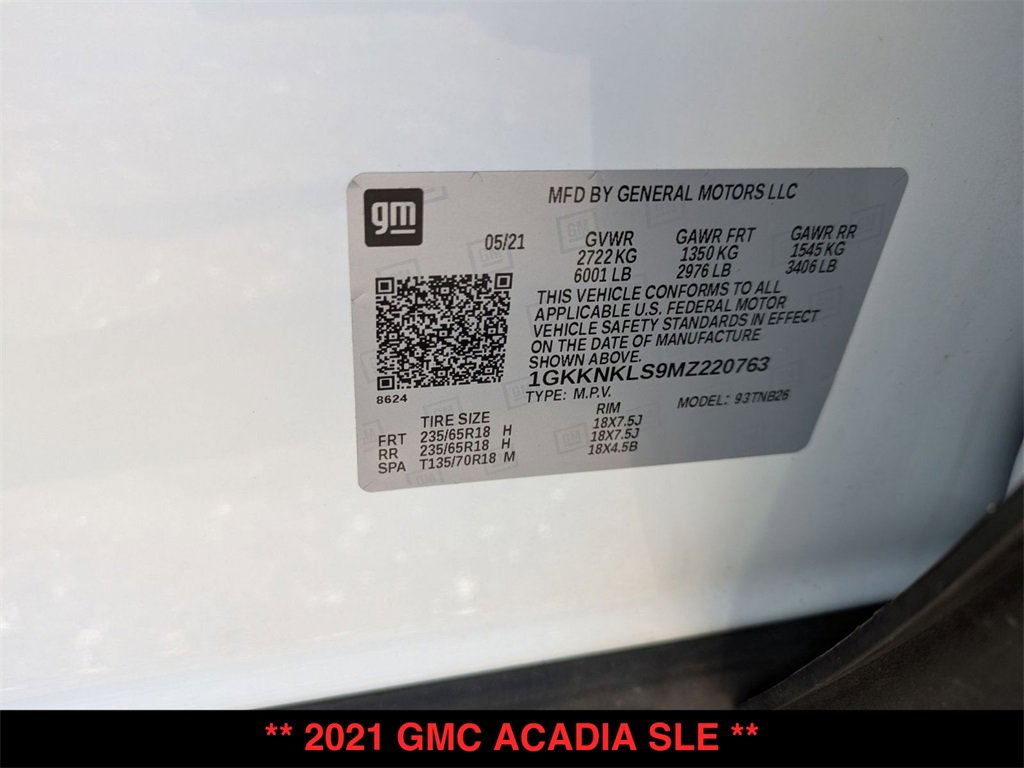 gm
MFD BY GENERAL MOTORS LLC
05/21
GVWR GAWR FRT GAWR RR
2722 KG 1350 KG 1545 KG
6001 LB 2976 LB 3406 LB
THIS VEHICLE CONFORMS TO ALL
APPLICABLE U.S. FEDERAL MOTOR
VEHICLE SAFETY STANDARDS IN EFFECT
ON THE DATE OF MANUFACTURE
SHOWN ABOVE.
1GKKNKLS9MZ220763
8624
TYPE: M.P.V. MODEL: 93TNB26
TIRE SIZE RIM
FRT 235/65R18 H 18X7.5J
RR 235/65R18 H 18X7.5J
SPA T135/70R18 M 18X4.5B
** 2021 GMC ACADIA SLE **